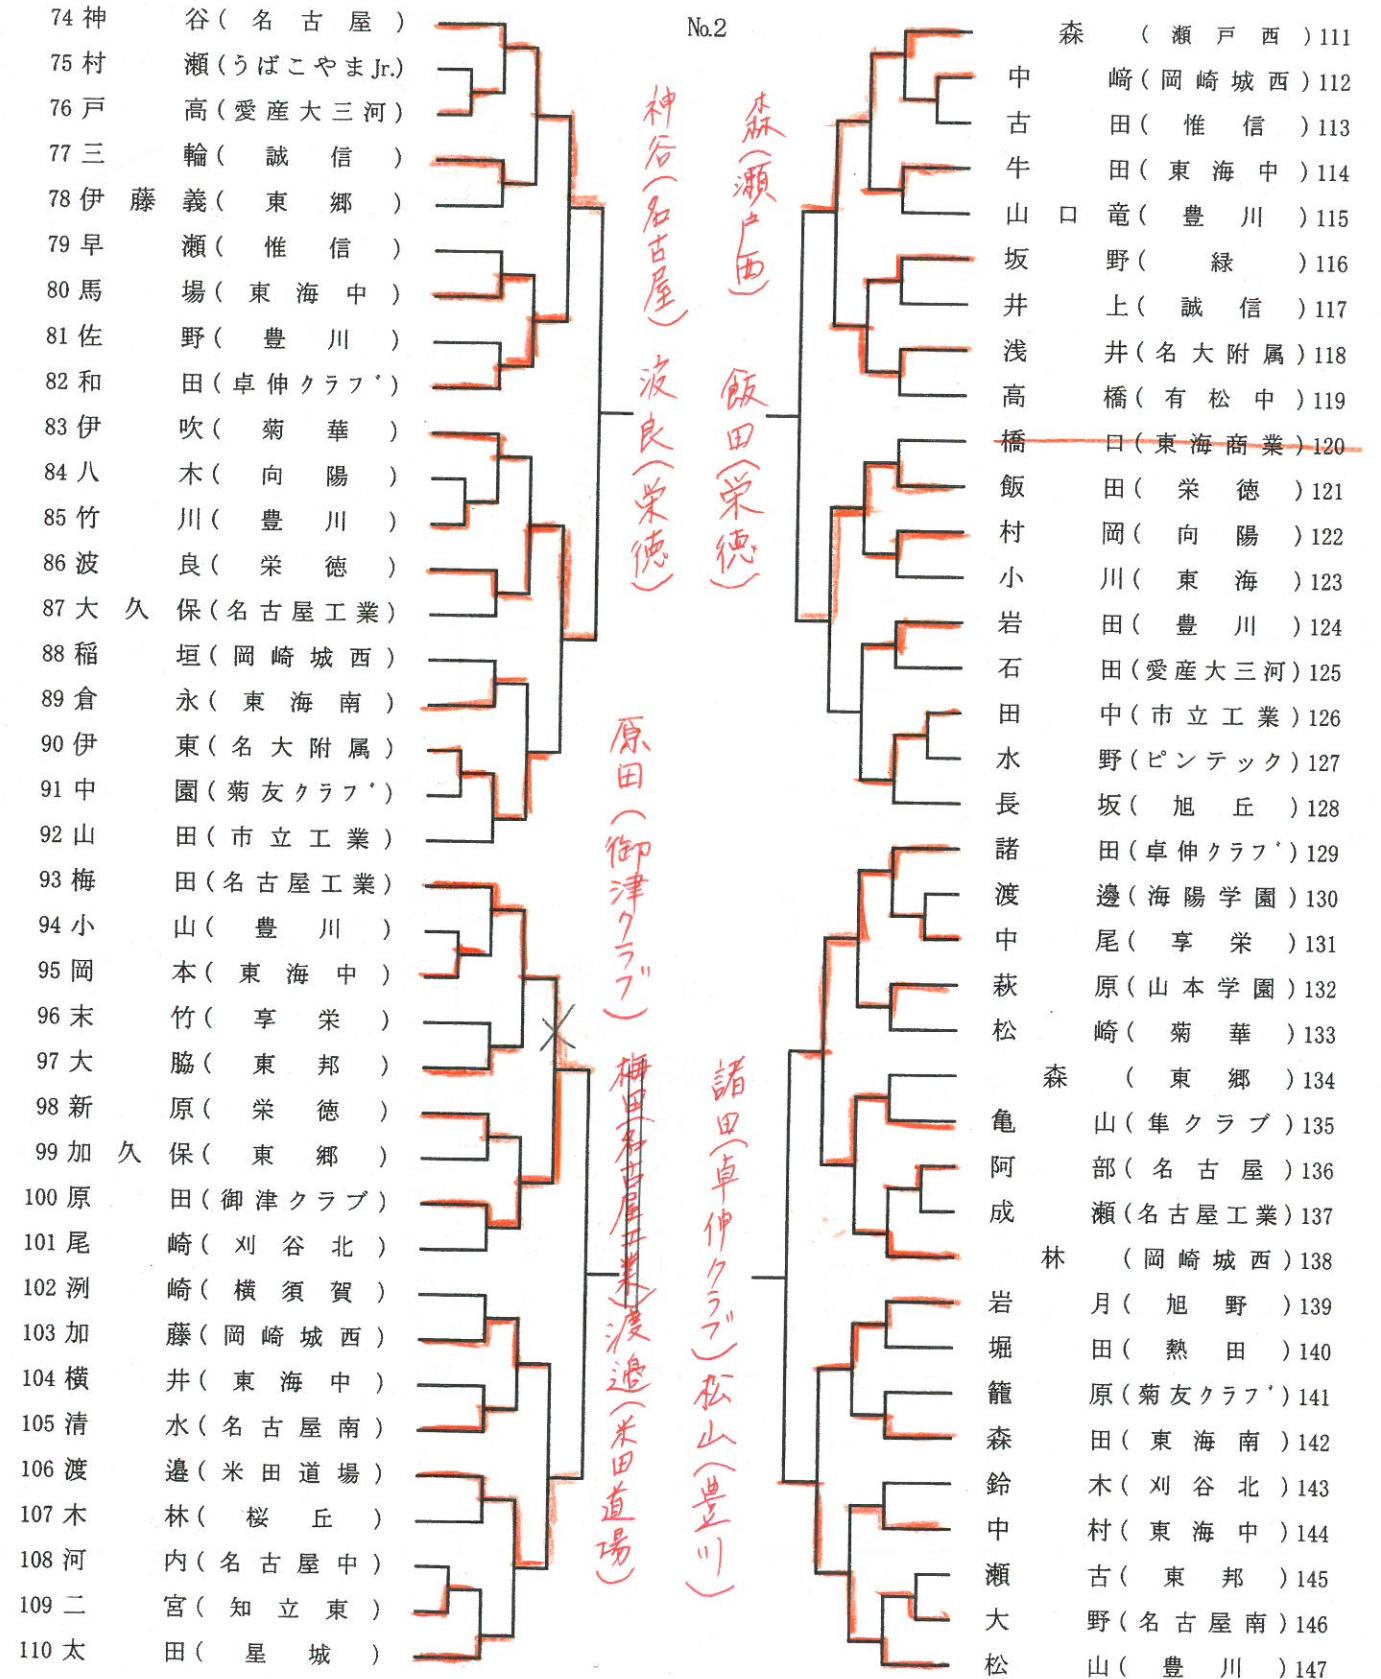 No.2
74 神谷(名古屋)
75 村瀬(うばこやまJr.)
76 戸高(愛産大三河)
77 三輪(誠信)
78 伊藤義(東郷)
79 早瀬(惟信)
80 馬場(東海中)
81 佐野(豊川)
82 和田(卓伸クラブ)
83 伊吹(菊華)
84 八木(向陽)
85 竹川(豊川)
86 波良(栄徳)
87 大久保(名古屋工業)
88 稲垣(岡崎城西)
89 倉永(東海南)
90 伊東(名大附属)
91 中園(菊友クラブ)
92 山田(市立工業)
93 梅田(名古屋工業)
94 小山(豊川)
95 岡本(東海中)
96 末竹(享栄)
97 大脇(東邦)
98 新原(栄徳)
99 加久保(東郷)
100 原田(御津クラブ)
101 尾崎(刈谷北)
102 洌崎(横須賀)
103 加藤(岡崎城西)
104 横井(東海中)
105 清水(名古屋南)
106 渡邉(米田道場)
107 木林(桜丘)
108 河内(名古屋中)
109 二宮(知立東)
110 太田(星城)
神谷(名古屋)
波良(栄徳)
原田(御津クラブ)
梅田(名古屋工業)
渡邉(米田道場)
森(瀬戸西)
飯田(栄徳)
諸田(卓伸クラブ)
松山(豊川)
森(瀬戸西)111
中﨑(岡崎城西)112
古田(惟信)113
牛田(東海中)114
山口竜(豊川)115
坂野(緑)116
井上(誠信)117
浅井(名大附属)118
高橋(有松中)119
橋口(東海商業)120
飯田(栄徳)121
村岡(向陽)122
小川(東海)123
岩田(豊川)124
石田(愛産大三河)125
田中(市立工業)126
水野(ピンテック)127
長坂(旭丘)128
諸田(卓伸クラブ)129
渡邊(海陽学園)130
中尾(享栄)131
萩原(山本学園)132
松崎(菊華)133
森(東郷)134
亀山(隼クラブ)135
阿部(名古屋)136
成瀬(名古屋工業)137
林(岡崎城西)138
岩月(旭野)139
堀田(熱田)140
籠原(菊友クラブ)141
森田(東海南)142
鈴木(刈谷北)143
中村(東海中)144
瀬古(東邦)145
大野(名古屋南)146
松山(豊川)147